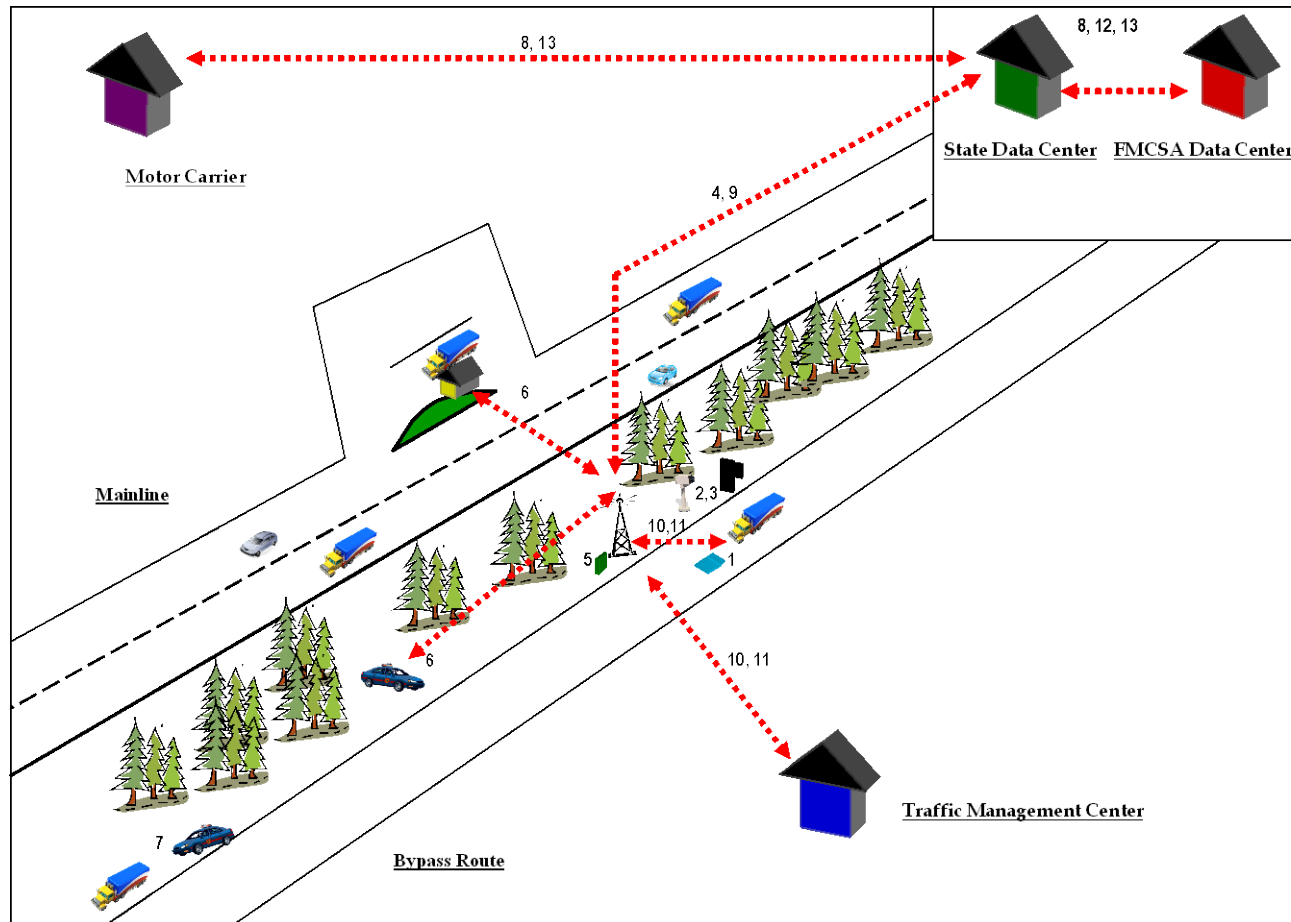 8, 13
8, 12, 13
State Data Center
FMCSA Data Center
Motor Carrier
4, 9
6
Mainline
2,3
10,11
5
1
6
10, 11
Traffic Management Center
7
Bypass Route